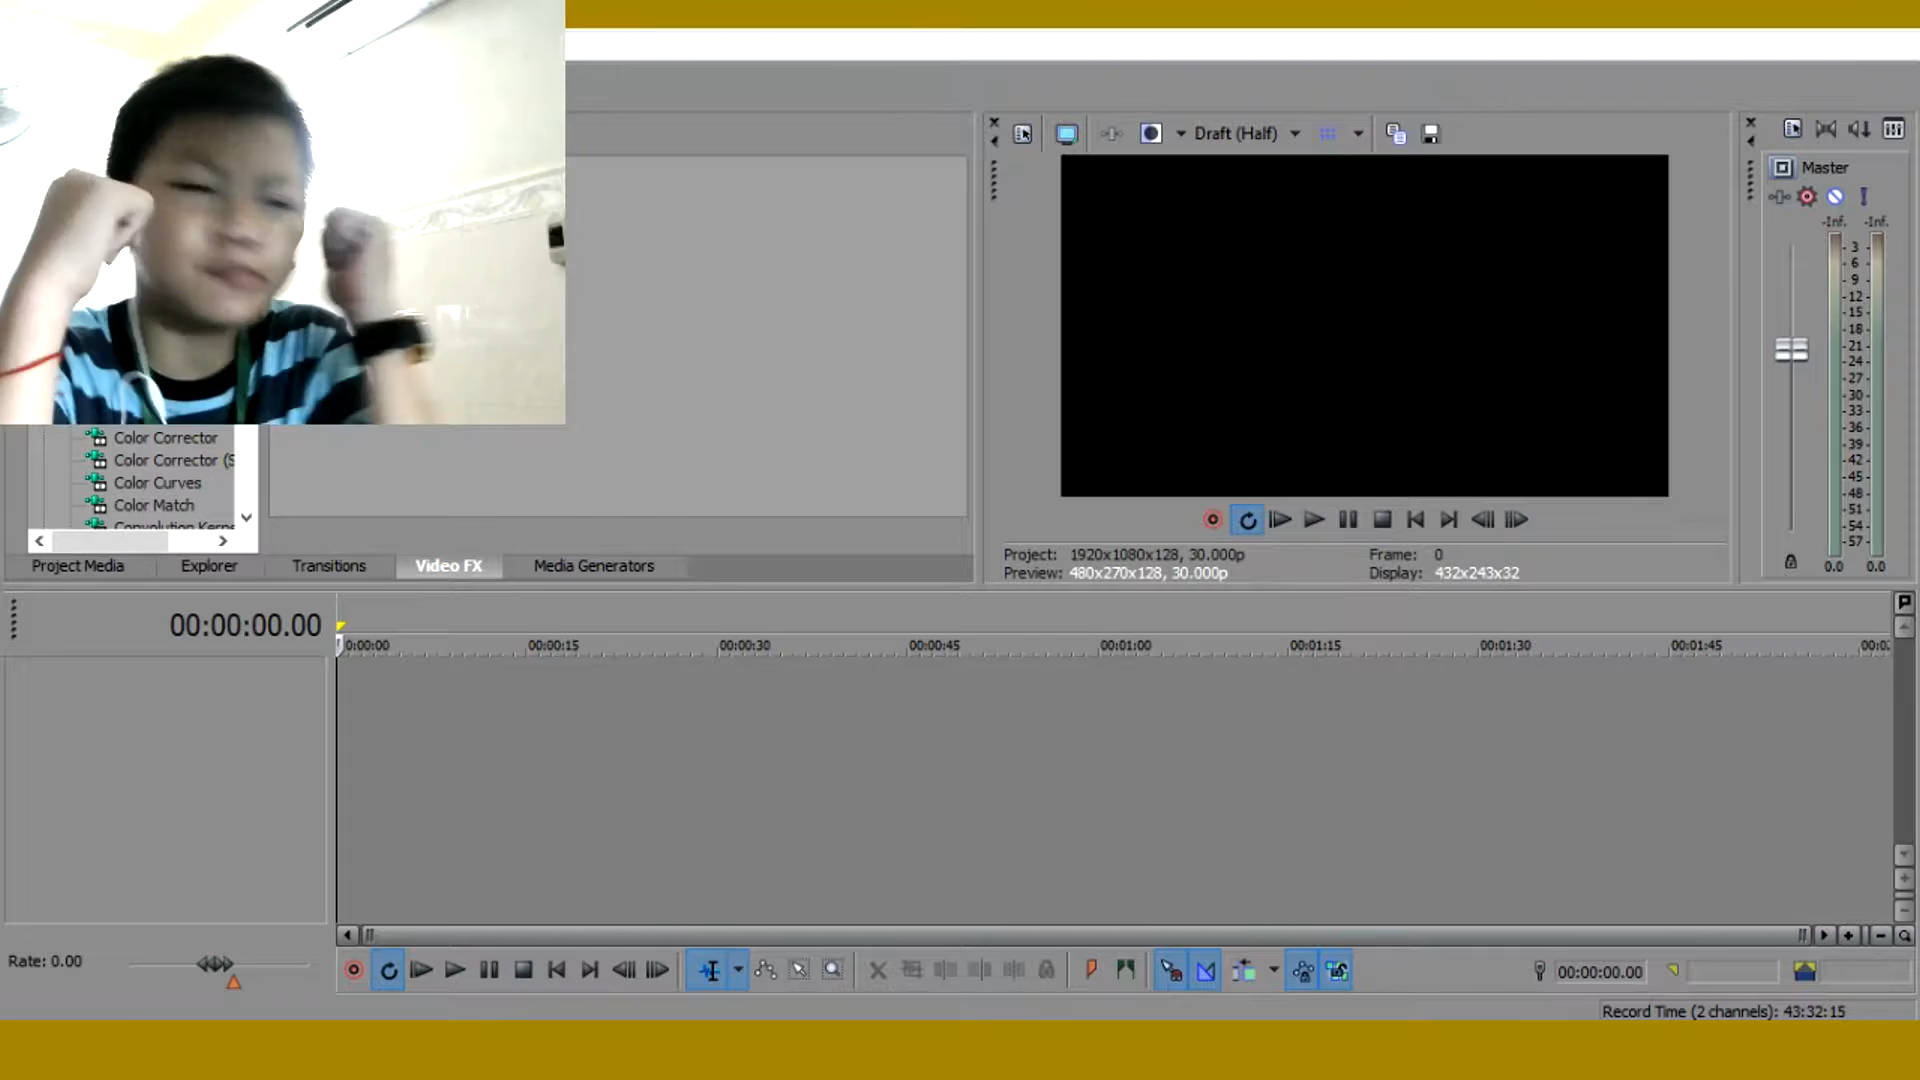 Draft (Half)
Master
-Inf. -Inf.
3
6
9
12
15
18
21
24
27
30
33
36
39
42
45
48
51
54
57
0.0 0.0
Color Corrector
Color Corrector (S
Color Curves
Color Match
Convolution Kerne
Project Media Explorer Transitions Video FX Media Generators
Project: 1920x1080x128, 30.000p Frame: 0
Preview: 480x270x128, 30.000p Display: 432x243x32
00:00:00.00
0:00:00 00:00:15 00:00:30 00:00:45 00:01:00 00:01:15 00:01:30 00:01:45 00:0
Rate: 0.00
00:00:00.00
Record Time (2 channels): 43:32:15